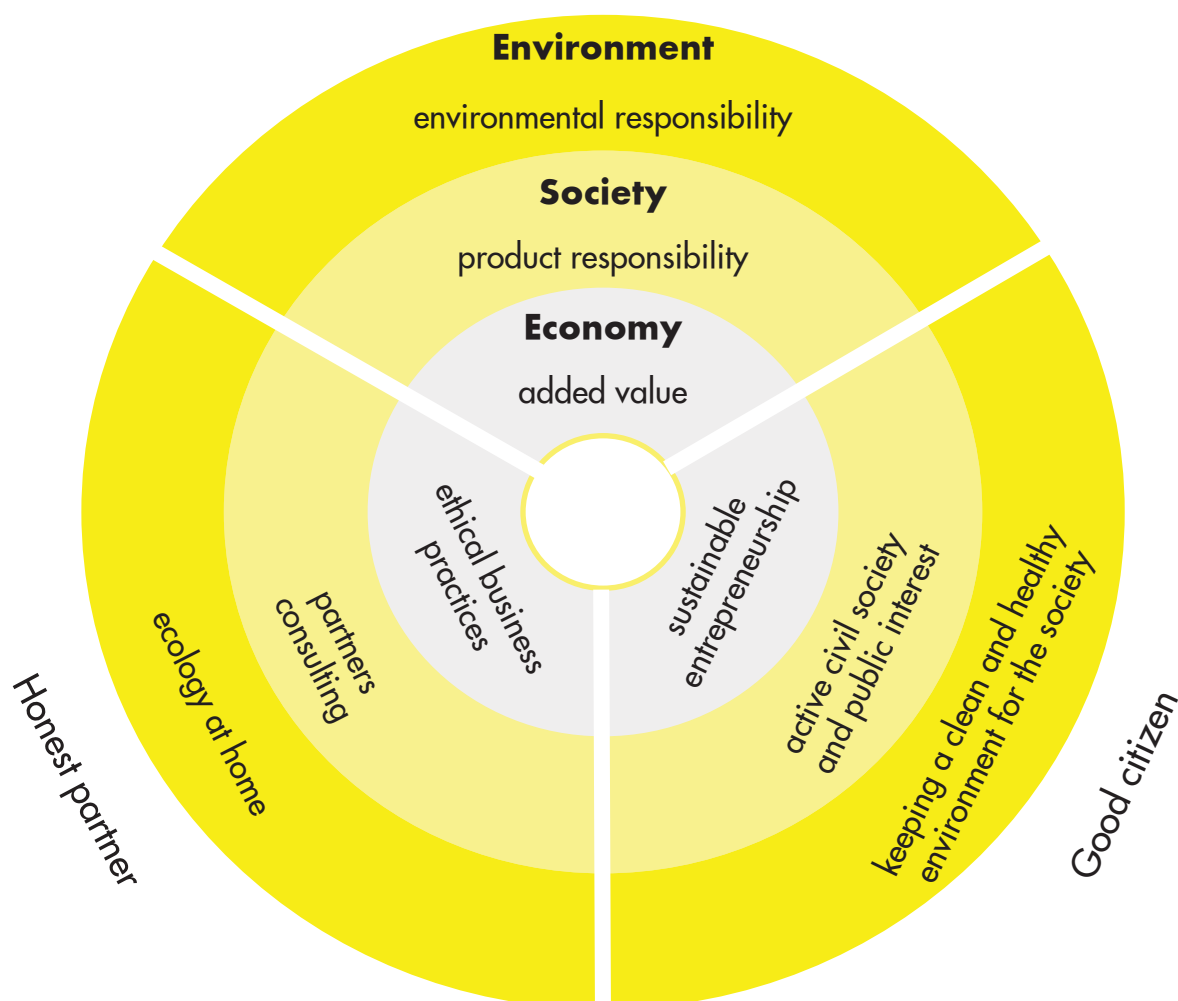 Environment
environmental responsibility
Society
product responsibility
Economy
added value
ethical business
practices
partners
consulting
ecology at home
Honest partner
sustainable
entrepreneurship
active civil society
and public interest
keeping a clean and healthy
environment for the society
Good citizen